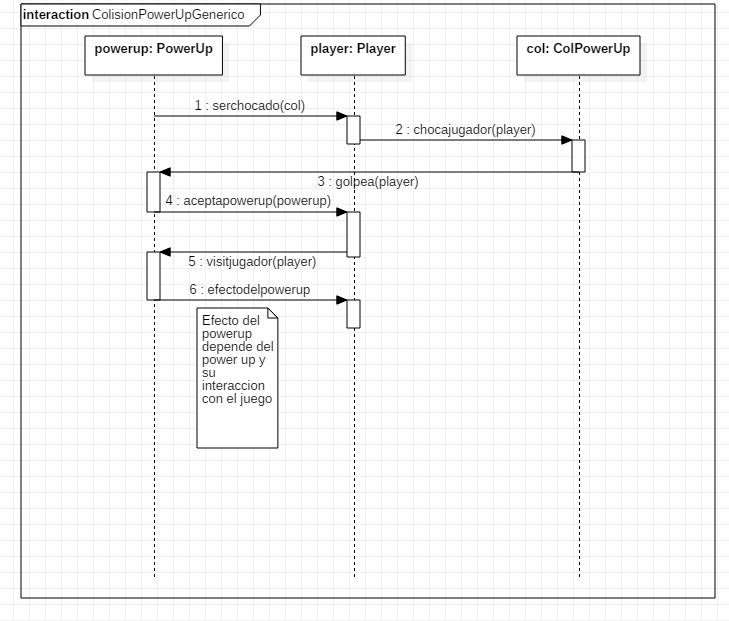 interaction ColisionPowerUpGenerico
powerup: PowerUp
player: Player
col: ColPowerUp
1 : serchocado(col)
2 : chocajugador(player)
3 : golpea(player)
4 : aceptapowerup(powerup)
5 : visitjugador(player)
6 : efectodelpowerup
Efecto del
powerup
depende del
power up y
su
interaccion
con el juego